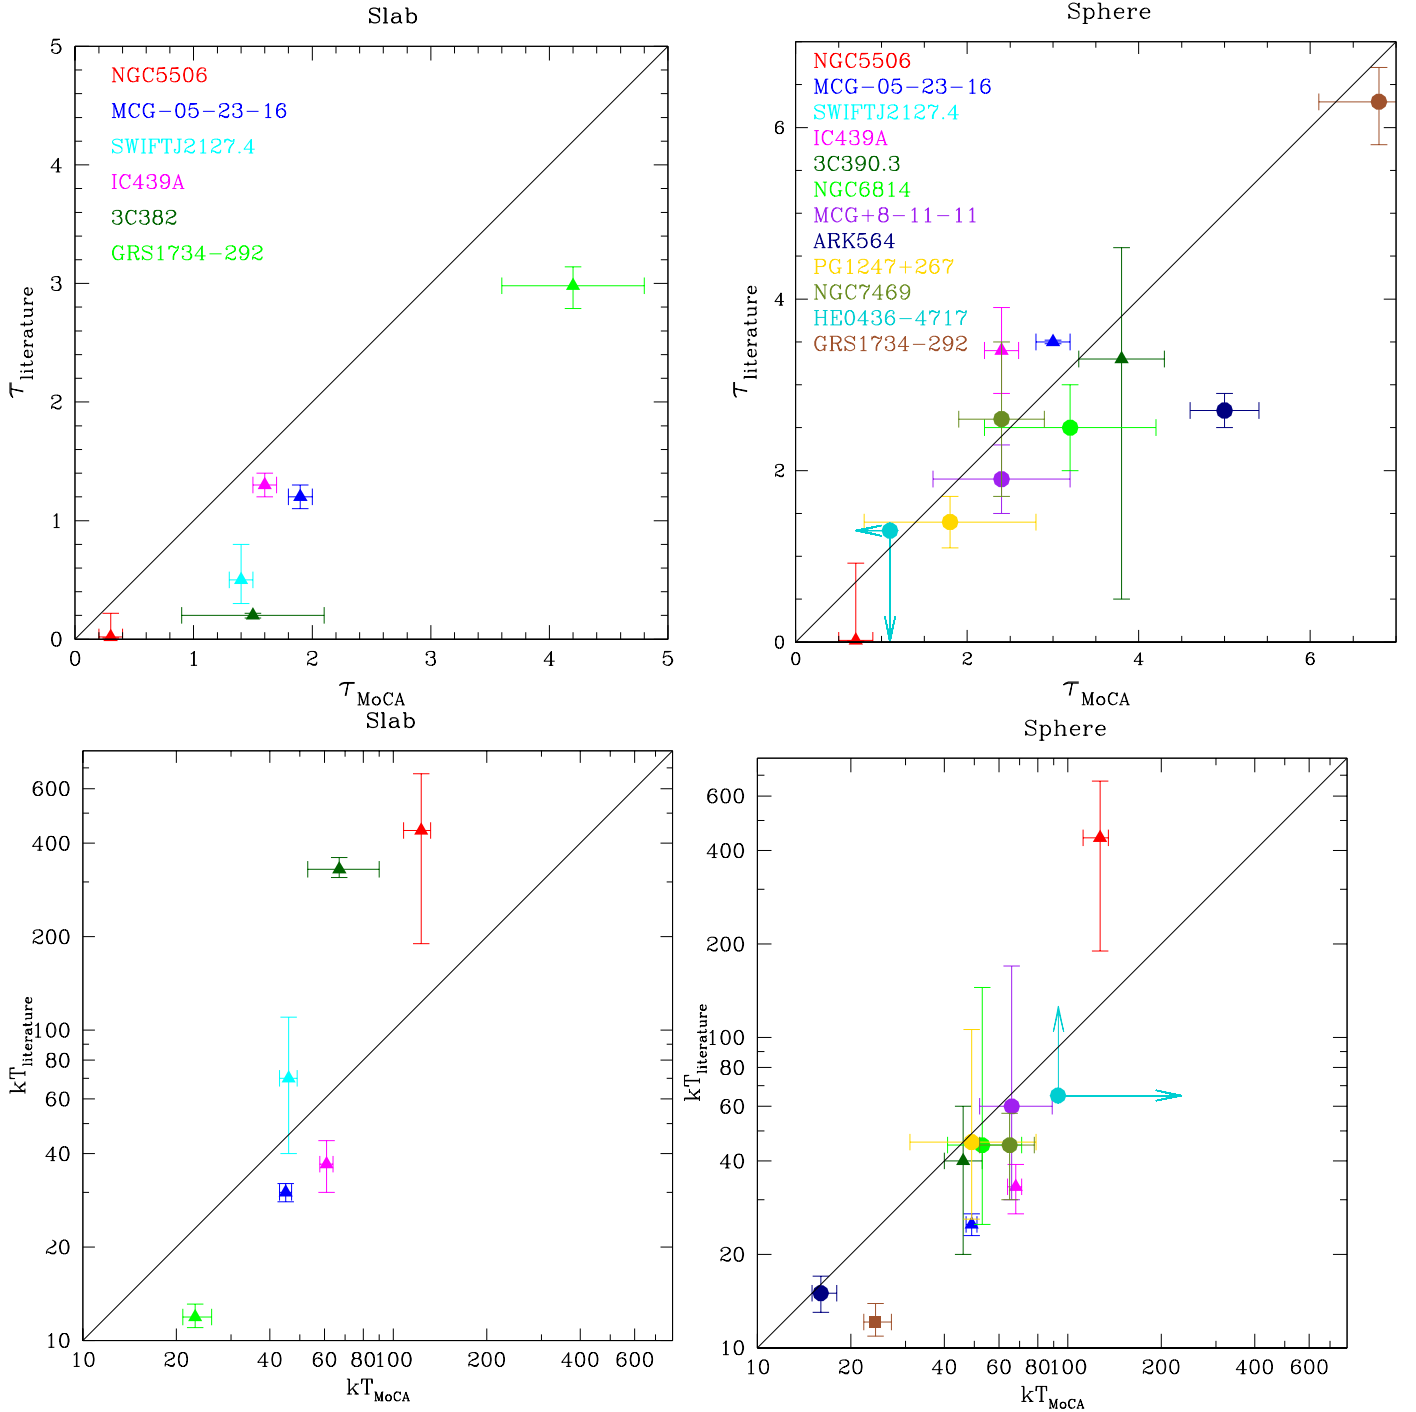 Slab
5
4
3
2
1
0
τliterature
NGC5506
MCG-05-23-16
SWIFTJ2127.4
IC439A
3C382
GRS1734-292
0 1 2 3 4 5
τMoCA
Sphere
6
4
2
0
τliterature
NGC5506
MCG-05-23-16
SWIFTJ2127.4
IC439A
3C390.3
NGC6814
MCG+8-11-11
ARK564
PG1247+267
NGC7469
HE0436-4717
GRS1734-292
0 2 4 6
τMoCA
Slab
600
400
200
100
80
60
40
20
10
kTliterature
10 20 40 60 80 100 200 400 600
kTMoCA
Sphere
600
400
200
100
80
60
40
20
10
kTliterature
10 20 40 60 80 100 200 400 600
kTMoCA